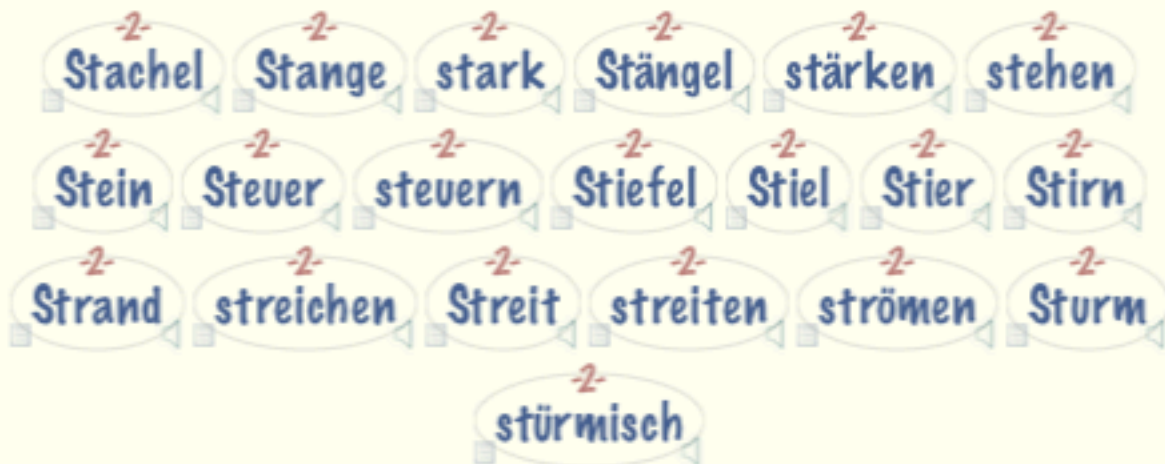 -2- -2- -2- -2- -2- -2-
Stachel Stange stark Stängel stärken stehen
-2- -2- -2- -2- -2- -2- -2-
Stein Steuer steuern Stiefel Stiel Stier Stirn
-2- -2- -2- -2- -2- -2-
Strand streichen Streit streiten strömen Sturm
-2-
stürmisch